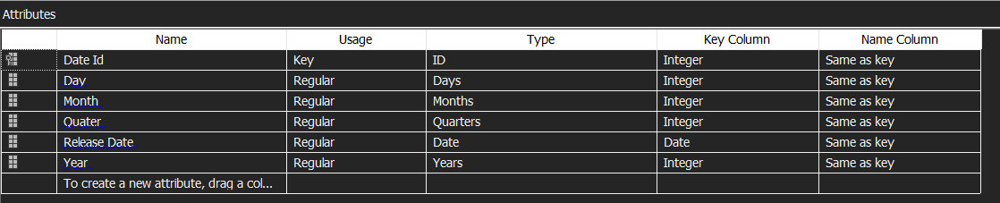 Attributes
Name Usage Type Key Column Name Column
Date Id Key ID Integer Same as key
Day Regular Days Integer Same as key
Month Regular Months Integer Same as key
Quater Regular Quarters Integer Same as key
Release Date Regular Date Date Same as key
Year Regular Years Integer Same as key
To create a new attribute, drag a col...